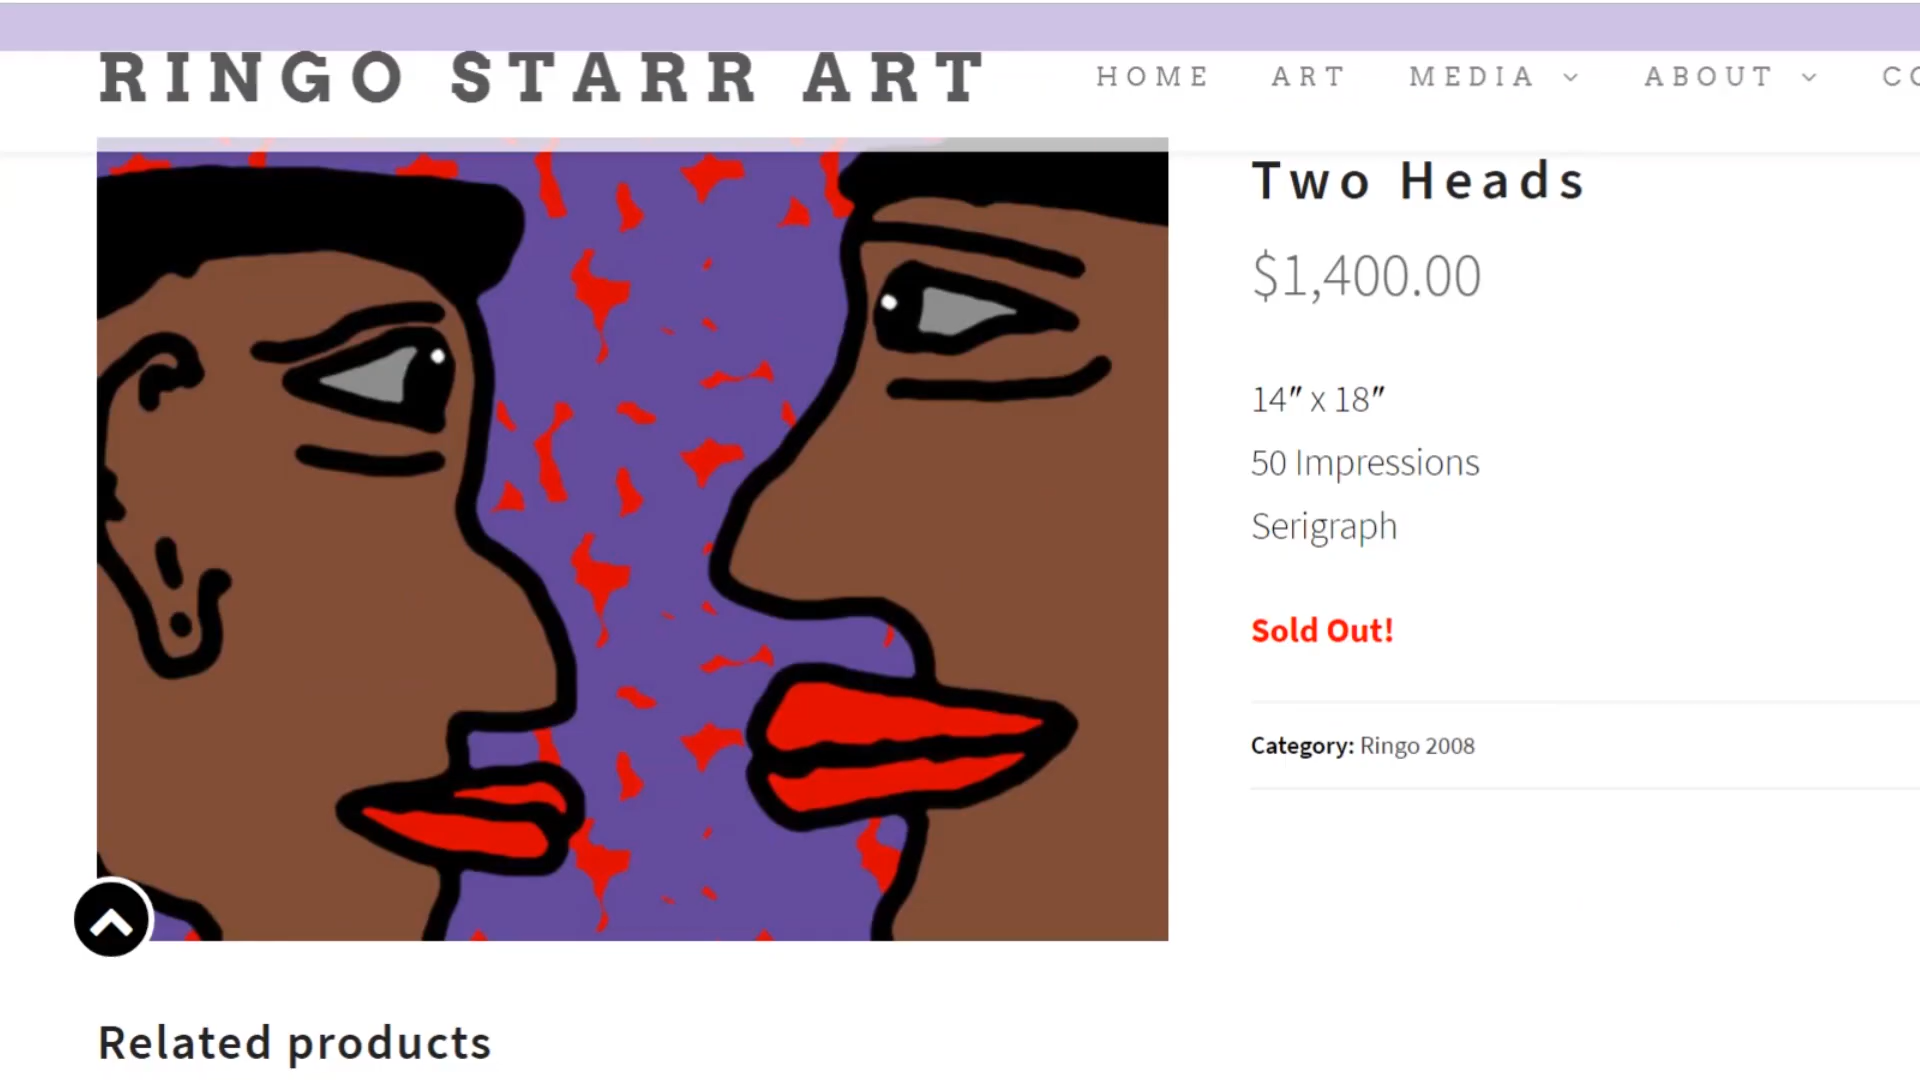 RINGO STARR ART
HOME
ART
MEDIA
ABOUT
Two Heads
$1,400.00
14″ x 18″
50 Impressions
Serigraph
Sold Out!
Category: Ringo 2008
Related products